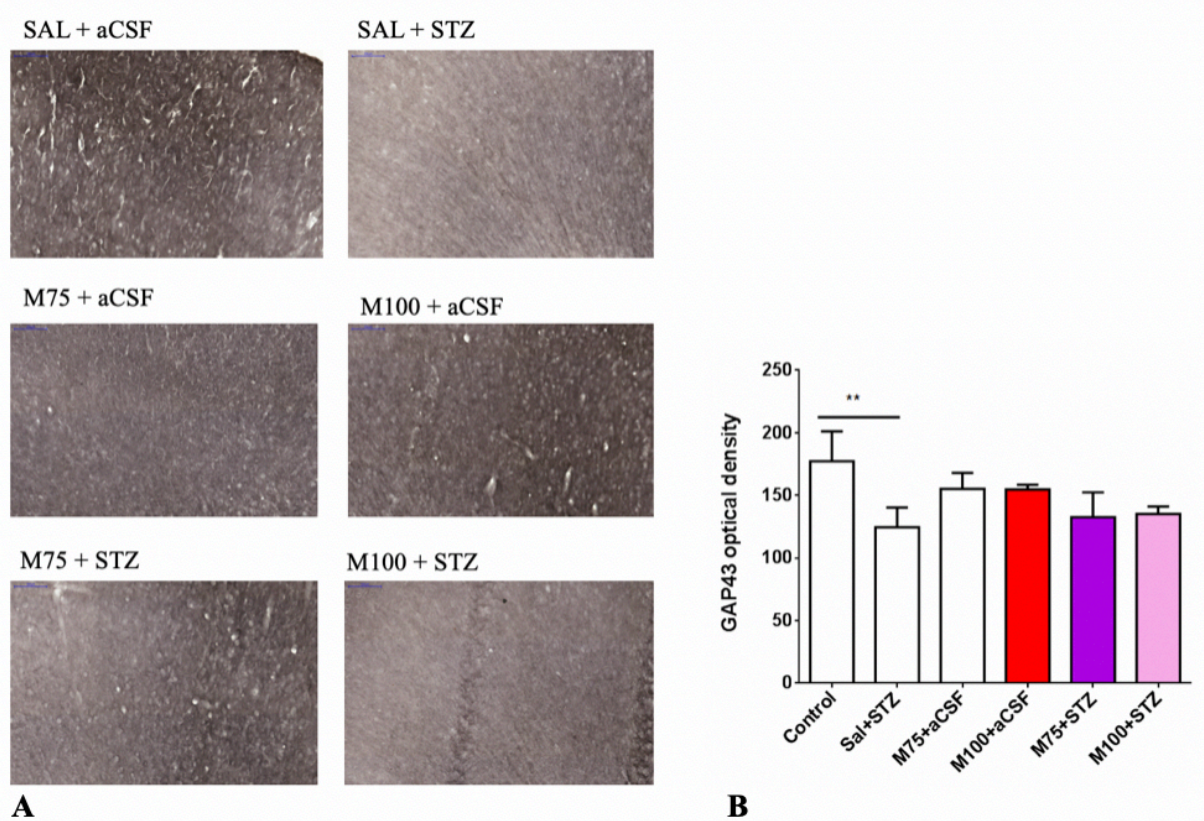 SAL + aCSF
SAL + STZ
M75 + aCSF
M100 + aCSF
M75 + STZ
M100 + STZ
A
**
GAP43 optical density
250
200
150
100
50
0
Control
Sal+STZ
M75+aCSF
M100+aCSF
M75+STZ
M100+STZ
B